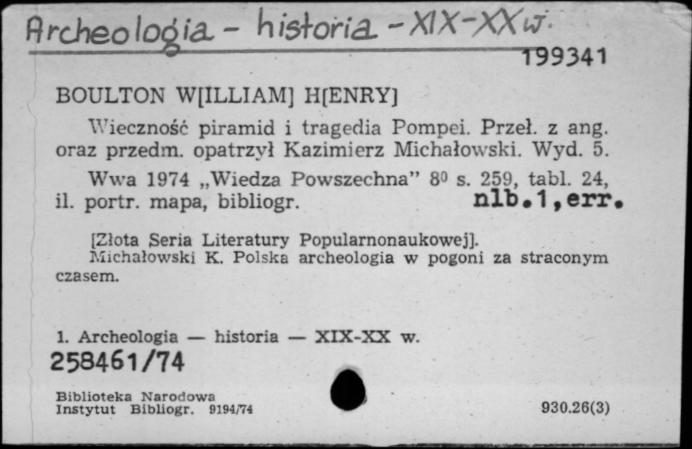 Archeologia - historia - XIX-XX w.
199341
BOULTON W[ILLIAM] H[ENRY]
Wieczność piramid i tragedia Pompei. Przeł. z ang.
oraz przedm. opatrzył Kazimierz Michałowski. Wyd. 5.
Wwa 1974 „Wiedza Powszechna” 8⁰ s. 259, tabl. 24,
il. portr. mapa, bibliogr. nlb.1,err.
[Złota Seria Literatury Popularnonaukowej].
Michałowski K. Polska archeologia w pogoni za straconym
czasem.
1. Archeologia — historia — XIX-XX w.
258461/74
Biblioteka Narodowa
Instytut Bibliogr. 9194/74 930.26(3)